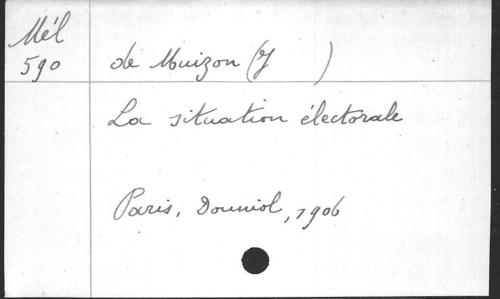 Mél
590
de Muizon (J )
La situation électorale
Paris, Douniol, 1906